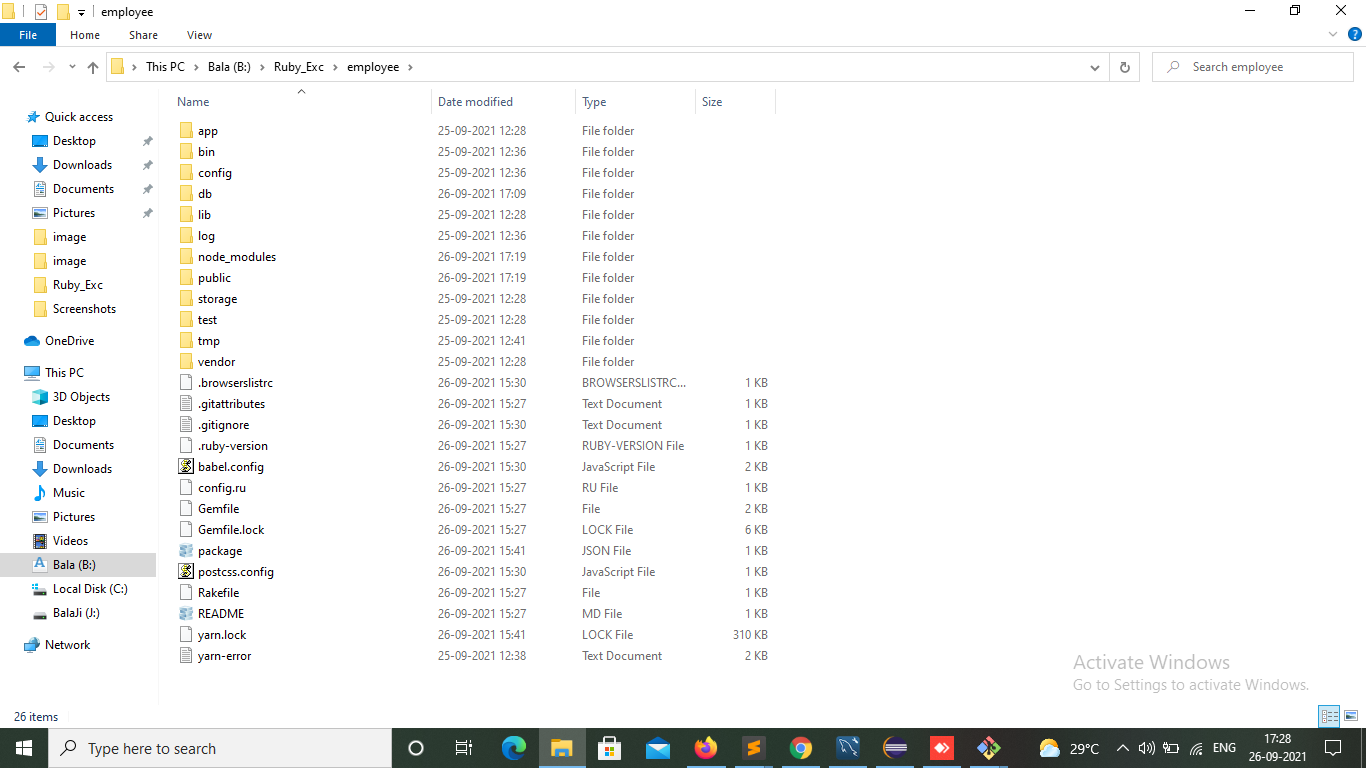 employee
File Home Share View
This PC Bala (B:) Ruby_Exc employee Search employee
Name Date modified Type Size
Quick access
Desktop
Downloads
Documents
Pictures
image
image
Ruby_Exc
Screenshots
OneDrive
This PC
3D Objects
Desktop
Documents
Downloads
Music
Pictures
Videos
Bala (B:)
Local Disk (C:)
BalaJi (J:)
Network
app 25-09-2021 12:28 File folder
bin 25-09-2021 12:36 File folder
config 25-09-2021 12:36 File folder
db 26-09-2021 17:09 File folder
lib 25-09-2021 12:28 File folder
log 25-09-2021 12:36 File folder
node_modules 26-09-2021 17:19 File folder
public 26-09-2021 17:19 File folder
storage 25-09-2021 12:28 File folder
test 25-09-2021 12:28 File folder
tmp 25-09-2021 12:41 File folder
vendor 25-09-2021 12:28 File folder
.browserslistrc 26-09-2021 15:30 BROWSERSLISTRC... 1 KB
.gitattributes 26-09-2021 15:27 Text Document 1 KB
.gitignore 26-09-2021 15:30 Text Document 1 KB
.ruby-version 26-09-2021 15:27 RUBY-VERSION File 1 KB
babel.config 26-09-2021 15:30 JavaScript File 2 KB
config.ru 26-09-2021 15:27 RU File 1 KB
Gemfile 26-09-2021 15:27 File 2 KB
Gemfile.lock 26-09-2021 15:27 LOCK File 6 KB
package 26-09-2021 15:41 JSON File 1 KB
postcss.config 26-09-2021 15:30 JavaScript File 1 KB
Rakefile 26-09-2021 15:27 File 1 KB
README 26-09-2021 15:27 MD File 1 KB
yarn.lock 26-09-2021 15:41 LOCK File 310 KB
yarn-error 25-09-2021 12:38 Text Document 2 KB
Activate Windows
Go to Settings to activate Windows.
26 items
Type here to search
29°C ENG
17:28
26-09-2021